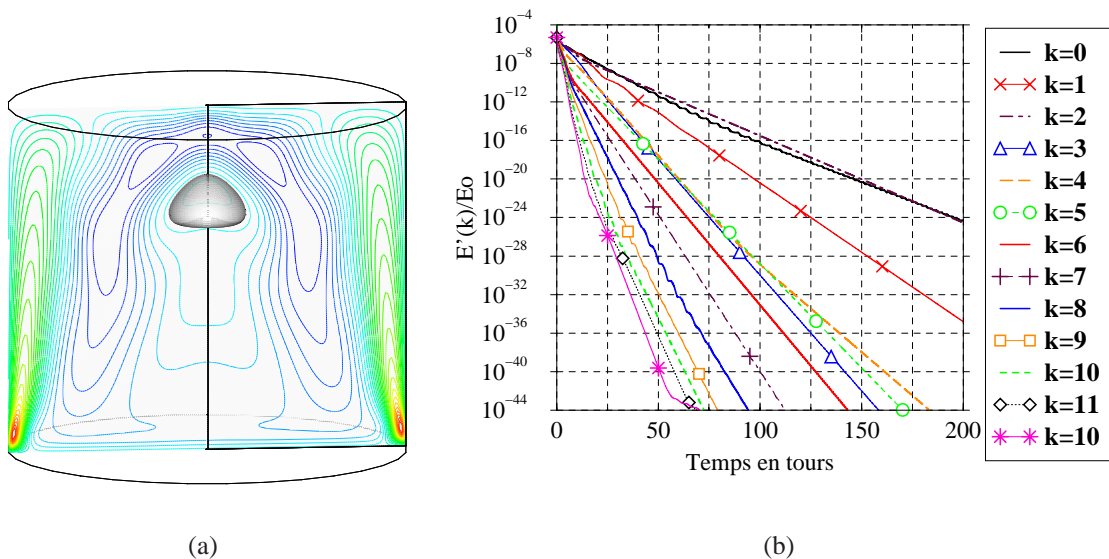 10⁻⁴
10⁻⁸
10⁻¹²
10⁻¹⁶
10⁻²⁰
10⁻²⁴
10⁻²⁸
10⁻³²
10⁻³⁶
10⁻⁴⁰
10⁻⁴⁴
E'(k)/Eo
0 50 100 150 200
Temps en tours
k=0
k=1
k=2
k=3
k=4
k=5
k=6
k=7
k=8
k=9
k=10
k=11
k=10
(a)
(b)